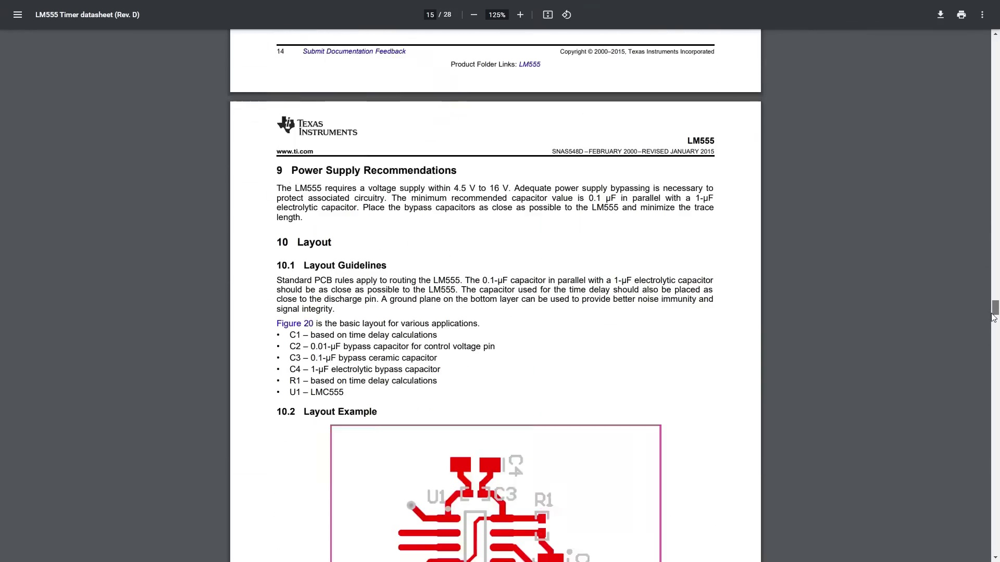 LM555 Timer datasheet (Rev. D)
15 / 28
125%
14 Submit Documentation Feedback
Copyright © 2000–2015, Texas Instruments Incorporated
Product Folder Links: LM555
TEXAS
INSTRUMENTS
LM555
www.ti.com
SNAS548D –FEBRUARY 2000–REVISED JANUARY 2015
9 Power Supply Recommendations
The LM555 requires a voltage supply within 4.5 V to 16 V. Adequate power supply bypassing is necessary to
protect associated circuitry. The minimum recommended capacitor value is 0.1 μF in parallel with a 1-μF
electrolytic capacitor. Place the bypass capacitors as close as possible to the LM555 and minimize the trace
length.
10 Layout
10.1 Layout Guidelines
Standard PCB rules apply to routing the LM555. The 0.1-μF capacitor in parallel with a 1-μF electrolytic capacitor
should be as close as possible to the LM555. The capacitor used for the time delay should also be placed as
close to the discharge pin. A ground plane on the bottom layer can be used to provide better noise immunity and
signal integrity.
Figure 20 is the basic layout for various applications.
• C1 – based on time delay calculations
• C2 – 0.01-μF bypass capacitor for control voltage pin
• C3 – 0.1-μF bypass ceramic capacitor
• C4 – 1-μF electrolytic bypass capacitor
• R1 – based on time delay calculations
• U1 – LMC555
10.2 Layout Example
C4
U1
C3
R1